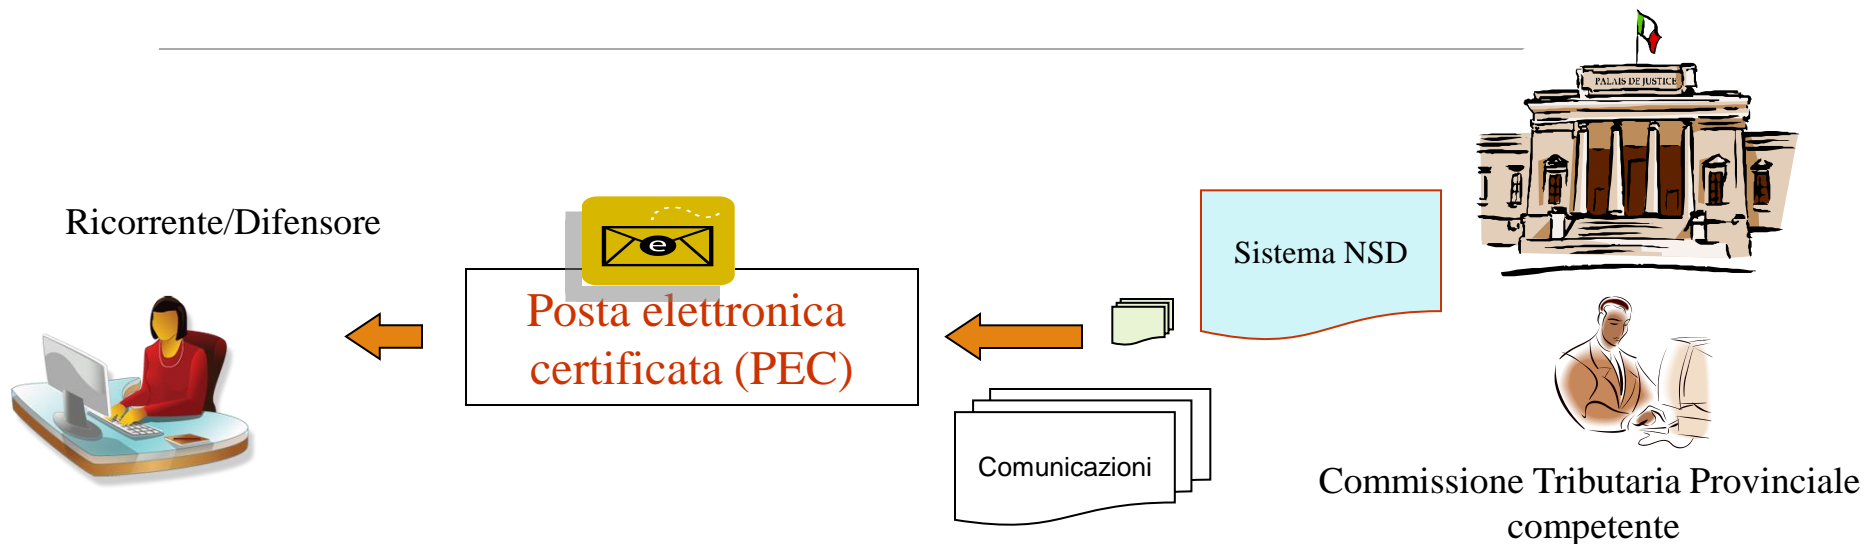 PALAIS DE JUSTICE
Ricorrente/Difensore
e
Sistema NSD
Posta elettronica
certificata (PEC)
Comunicazioni
Commissione Tributaria Provinciale
competente